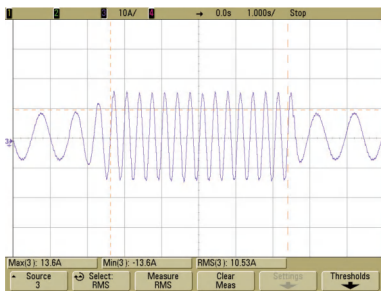 1 2 3 10A/ 4 → 0.0s 1.000s/ Stop
3
Max(3): 13.6A Min(3): -13.6A RMS(3): 10.53A
Source Select: Measure Clear Settings Thresholds
3 RMS RMS Meas